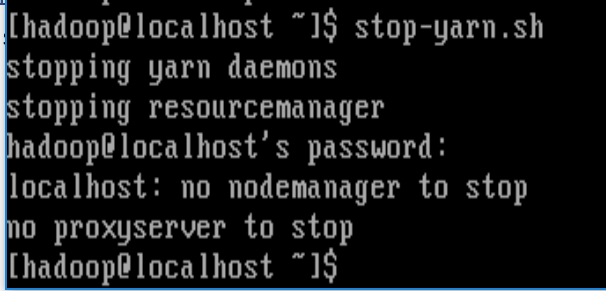 [hadoop@localhost ~]$ stop-yarn.sh
stopping yarn daemons
stopping resourcemanager
hadoop@localhost's password:
localhost: no nodemanager to stop
no proxyserver to stop
[hadoop@localhost ~]$